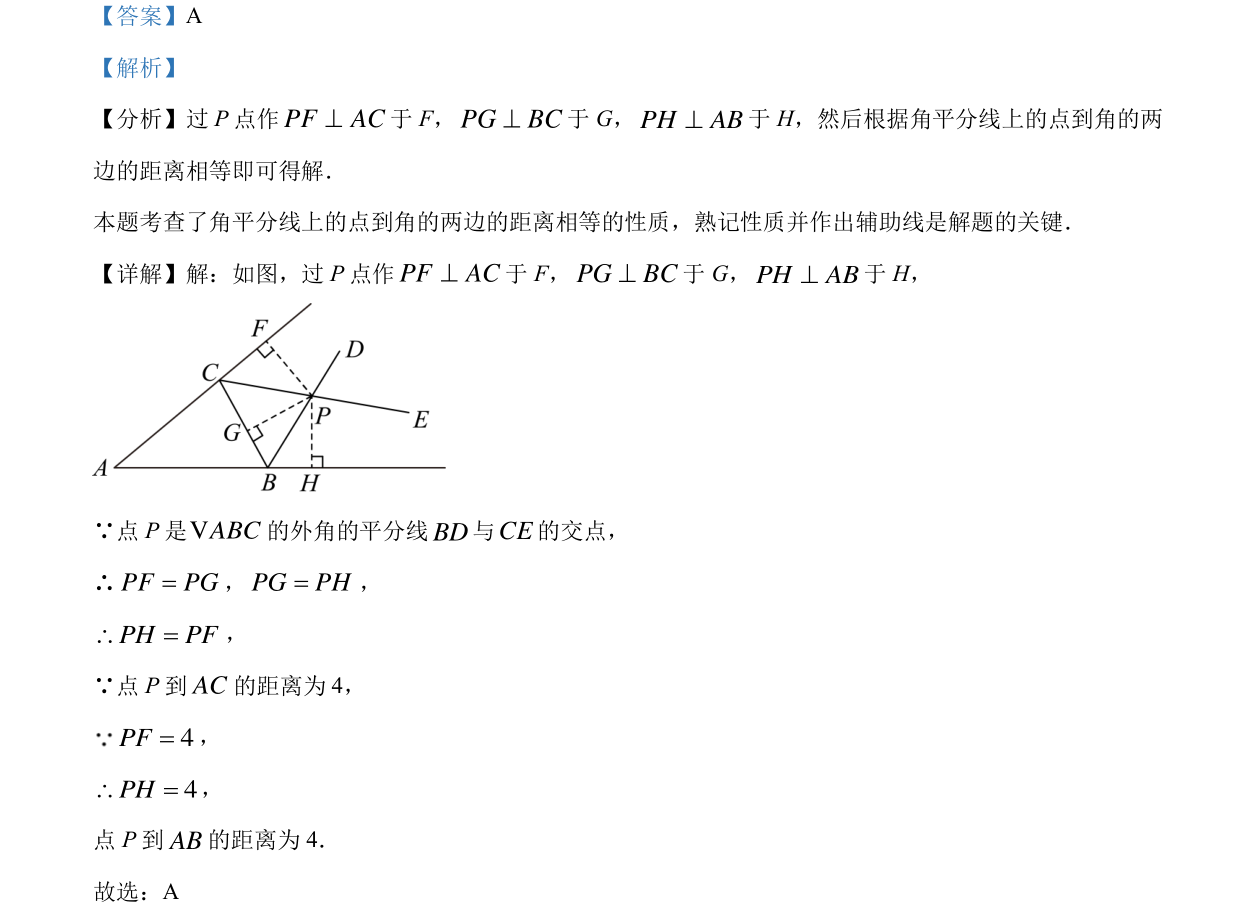 【答案】A
【解析】
【分析】过 P 点作 PF ⊥ AC 于 F，PG ⊥ BC 于 G，PH ⊥ AB 于 H，然后根据角平分线上的点到角的两
边的距离相等即可得解．
本题考查了角平分线上的点到角的两边的距离相等的性质，熟记性质并作出辅助线是解题的关键．
【详解】解：如图，过 P 点作 PF ⊥ AC 于 F，PG ⊥ BC 于 G，PH ⊥ AB 于 H，
F
D
C
P
E
G
A
B H
∵点 P 是VABC 的外角的平分线 BD 与 CE 的交点，
∴ PF = PG，PG = PH，
∴ PH = PF，
∵点 P 到 AC 的距离为 4，
∵ PF = 4，
∴ PH = 4，
点 P 到 AB 的距离为 4．
故选：A